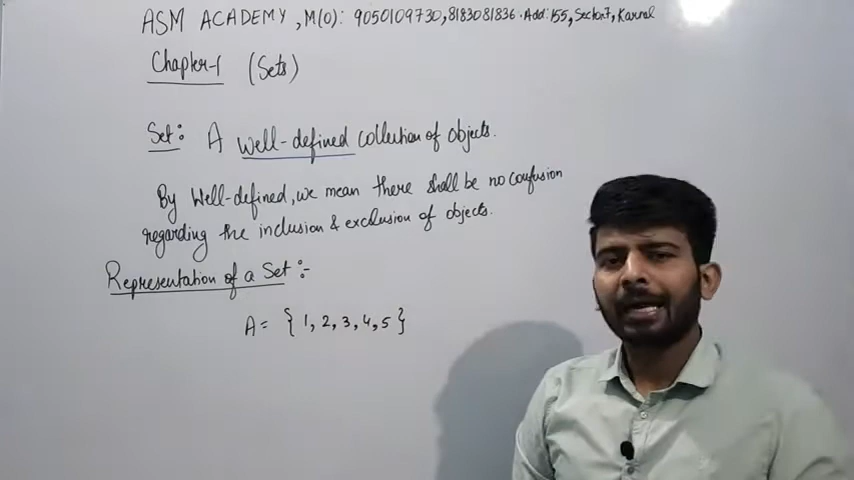 ASM ACADEMY, M(O): 9050109730, 8183081836. Add: 155, Sector 7, Karnal
Chapter-1 (Sets)
Set: A well-defined collection of objects.
By Well-defined, we mean there shall be no confusion
regarding the inclusion & exclusion of objects.
Representation of a Set :-
A = { 1, 2, 3, 4, 5 }